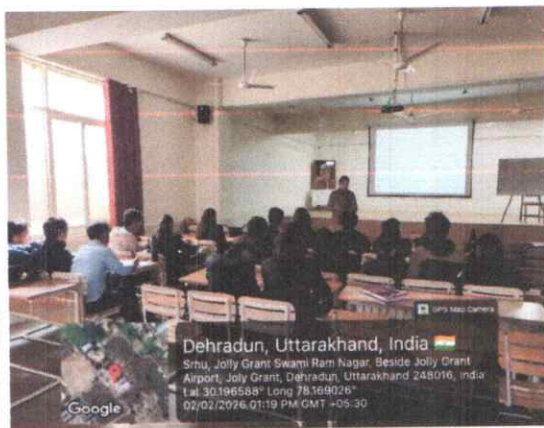 GPS Map Camera
Dehradun, Uttarakhand, India 🇮🇳
Srhu, Jolly Grant Swami Ram Nagar, Beside Jolly Grant
Airport, Joly Grant, Dehradun, Uttarakhand 248016, India
Lat 30.196588° Long 78.169026°
02/02/2026 01:19 PM GMT +05:30
Google